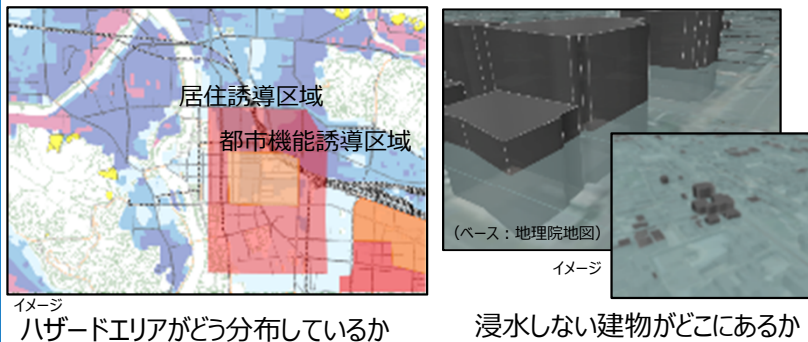 居住誘導区域
都市機能誘導区域
イメージ
ハザードエリアがどう分布しているか
（ベース：地理院地図）
イメージ
浸水しない建物がどこにあるか